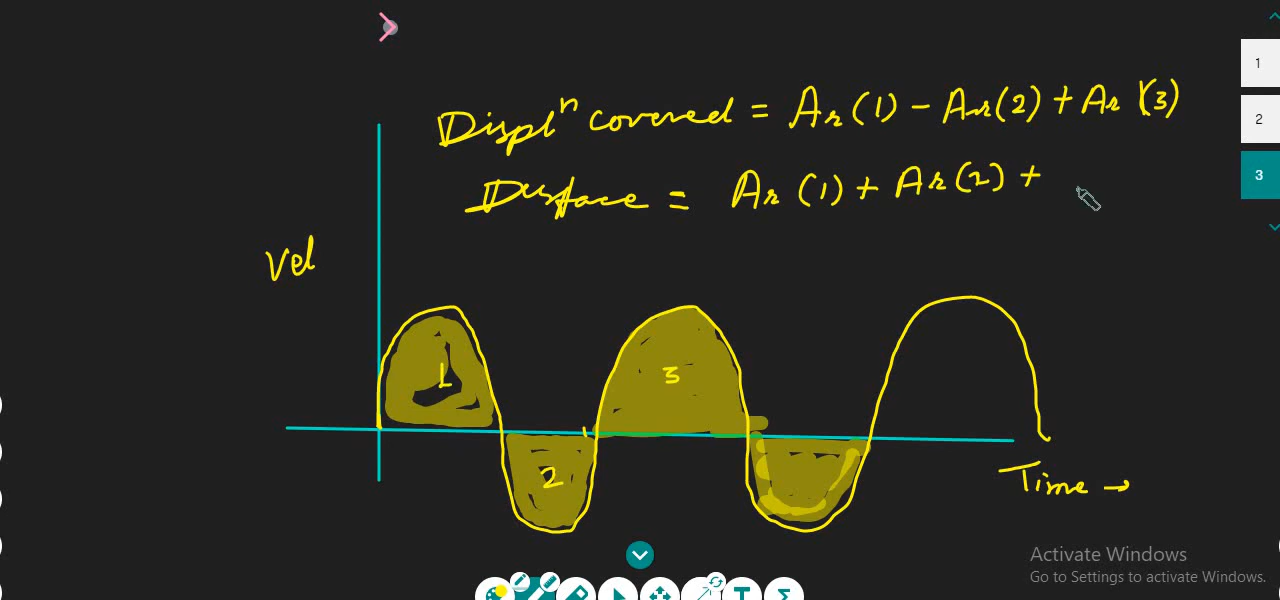 1
Displⁿ covered = Ar (1) - Ar (2) + Ar (3)
2
Distance = Ar (1) + Ar (2) +
3
Vel
1
3
2
Time →
Activate Windows
Go to Settings to activate Windows.
T
Σ